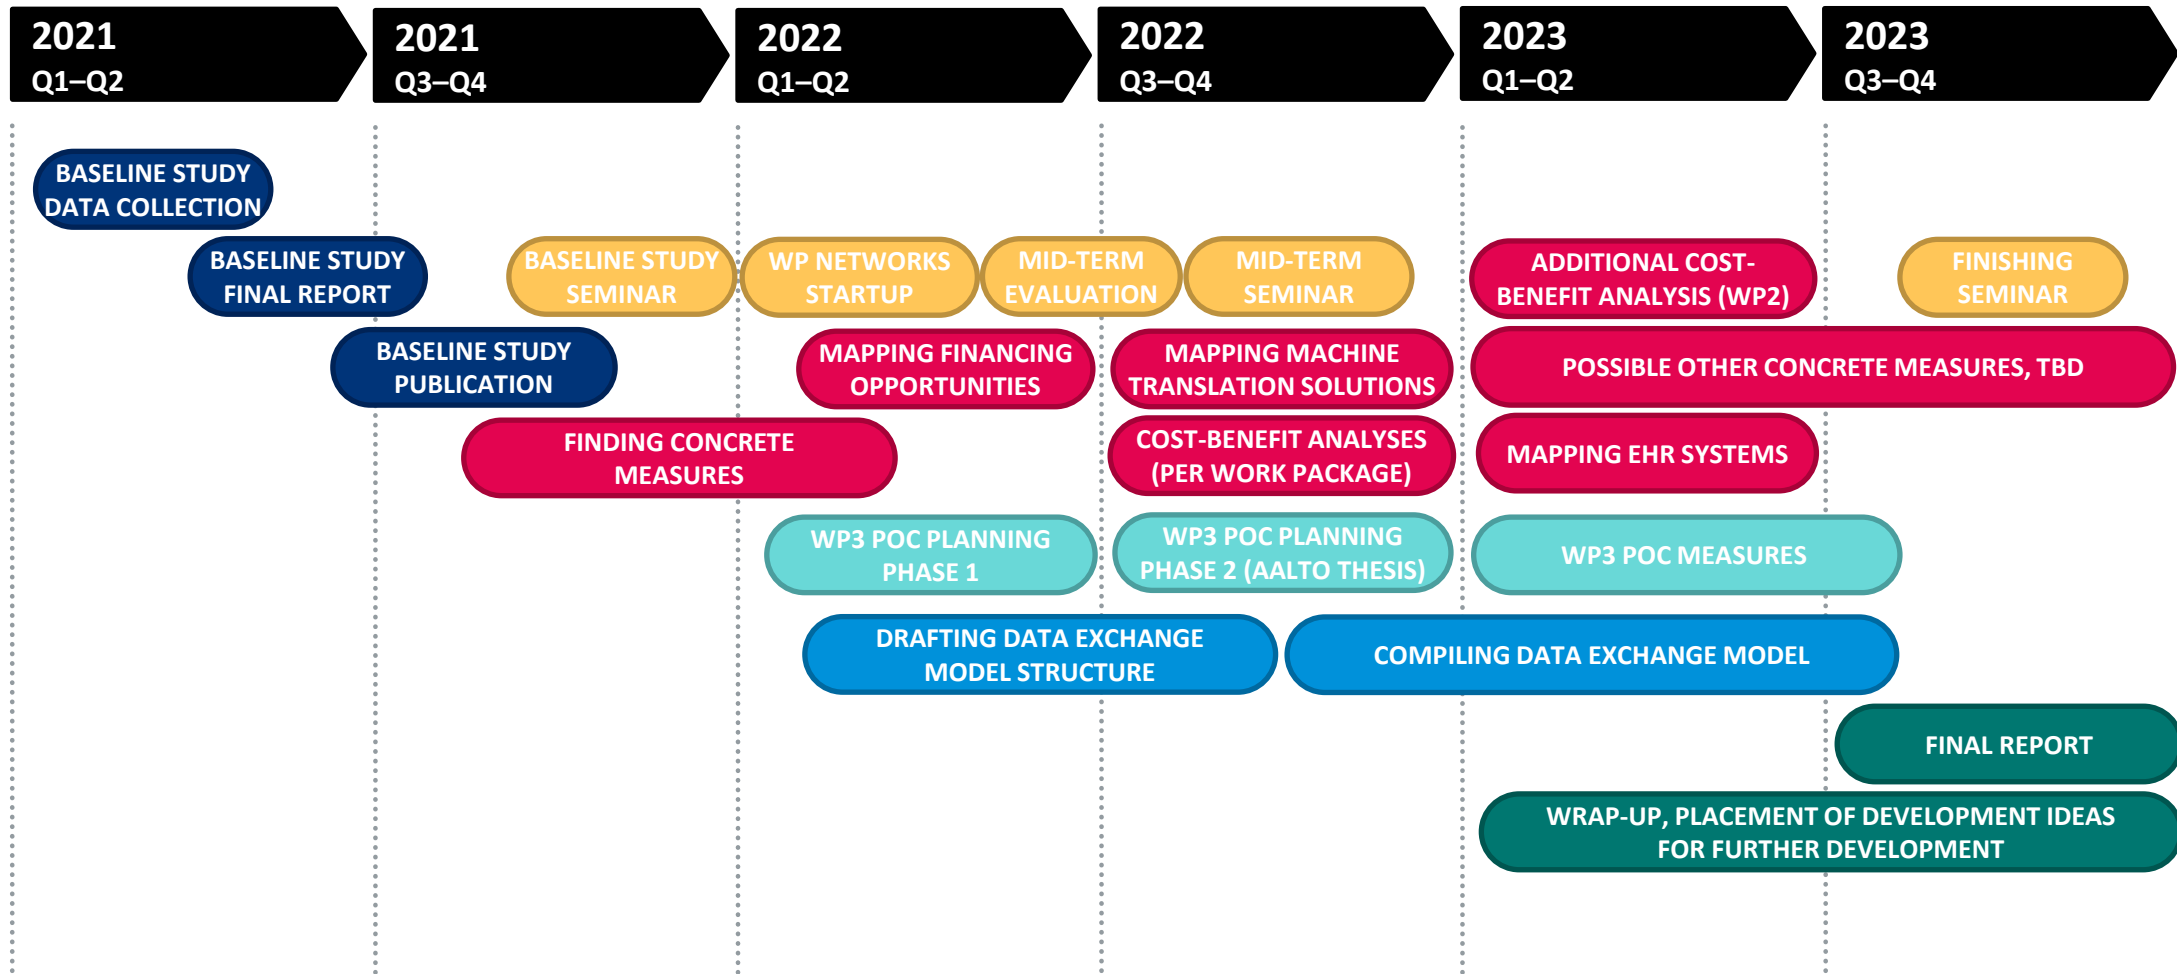 2021
Q1–Q2
2021
Q3–Q4
2022
Q1–Q2
2022
Q3–Q4
2023
Q1–Q2
2023
Q3–Q4
BASELINE STUDY
DATA COLLECTION
BASELINE STUDY
FINAL REPORT
BASELINE STUDY
SEMINAR
WP NETWORKS
STARTUP
MID-TERM
EVALUATION
MID-TERM
SEMINAR
ADDITIONAL COST-
BENEFIT ANALYSIS (WP2)
FINISHING
SEMINAR
BASELINE STUDY
PUBLICATION
MAPPING FINANCING
OPPORTUNITIES
MAPPING MACHINE
TRANSLATION SOLUTIONS
POSSIBLE OTHER CONCRETE MEASURES, TBD
FINDING CONCRETE
MEASURES
COST-BENEFIT ANALYSES
(PER WORK PACKAGE)
MAPPING EHR SYSTEMS
WP3 POC PLANNING
PHASE 1
WP3 POC PLANNING
PHASE 2 (AALTO THESIS)
WP3 POC MEASURES
DRAFTING DATA EXCHANGE
MODEL STRUCTURE
COMPILING DATA EXCHANGE MODEL
FINAL REPORT
WRAP-UP, PLACEMENT OF DEVELOPMENT IDEAS
FOR FURTHER DEVELOPMENT